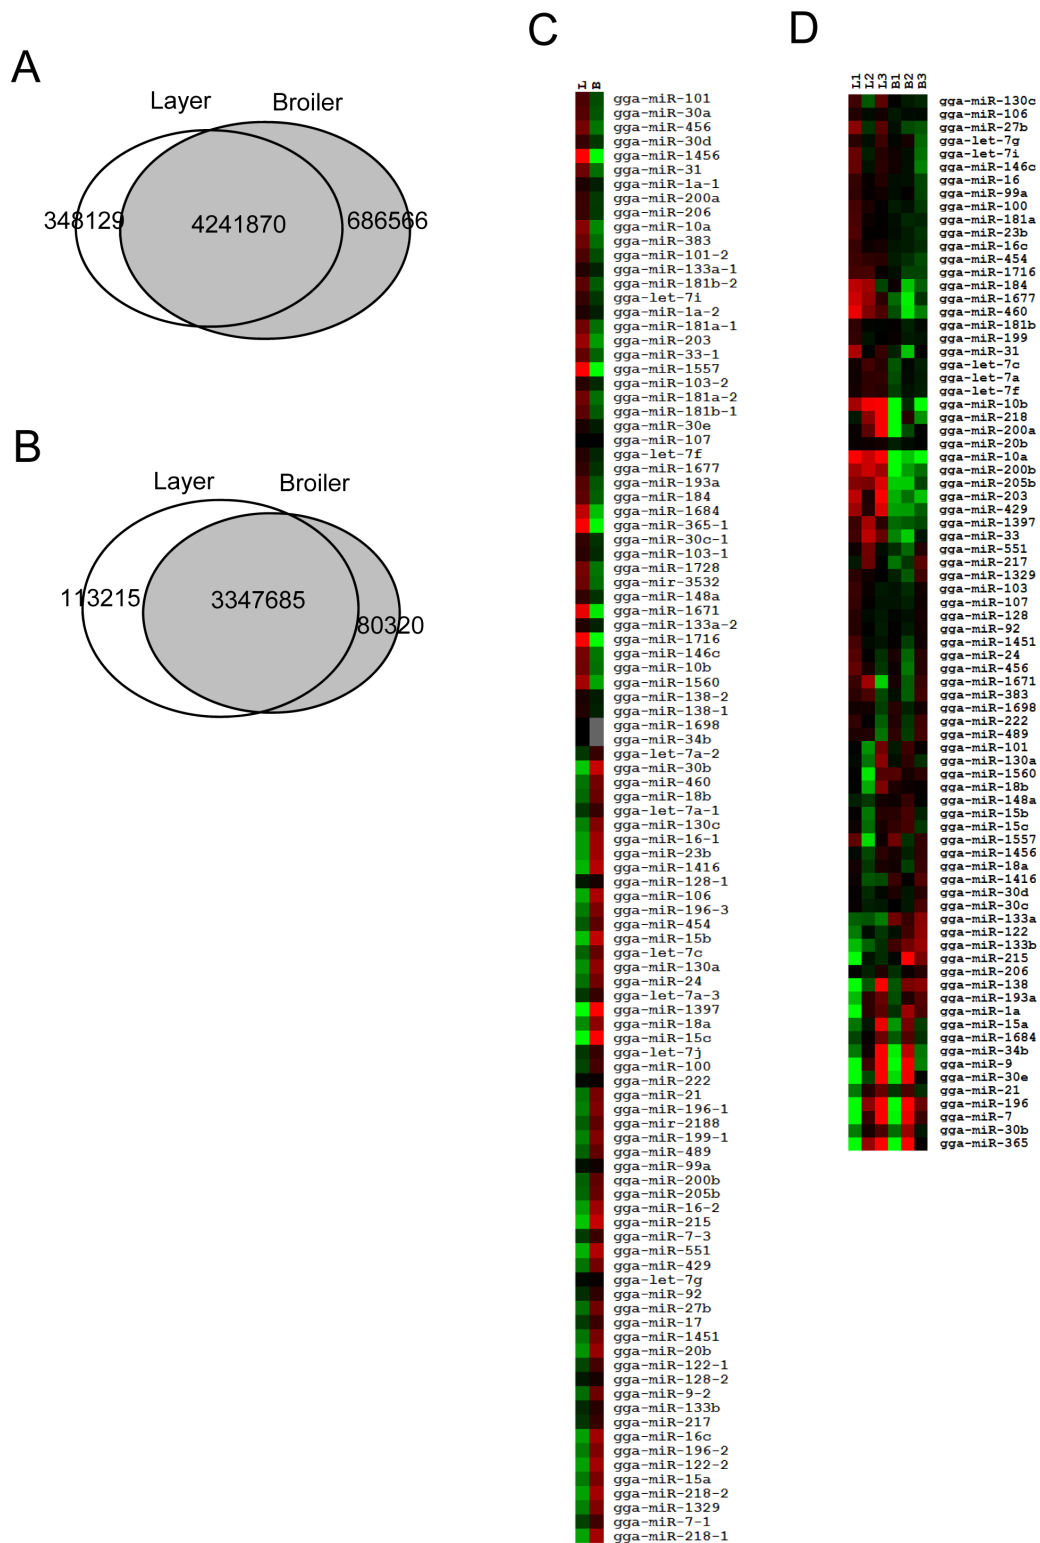 A
Layer
Broiler
348129
4241870
686566
B
Layer
Broiler
113215
3347685
80320
C
L B
gga-miR-101
gga-miR-30a
gga-miR-456
gga-miR-30d
gga-miR-1456
gga-miR-31
gga-miR-1a-1
gga-miR-200a
gga-miR-206
gga-miR-10a
gga-miR-383
gga-miR-101-2
gga-miR-133a-1
gga-miR-181b-2
gga-let-7i
gga-miR-1a-2
gga-miR-181a-1
gga-miR-203
gga-miR-33-1
gga-miR-1557
gga-miR-103-2
gga-miR-181a-2
gga-miR-181b-1
gga-miR-30e
gga-miR-107
gga-let-7f
gga-miR-1677
gga-miR-193a
gga-miR-184
gga-miR-1684
gga-miR-365-1
gga-miR-30c-1
gga-miR-103-1
gga-miR-1728
gga-mir-3532
gga-miR-148a
gga-miR-1671
gga-miR-133a-2
gga-miR-1716
gga-miR-146c
gga-miR-10b
gga-miR-1560
gga-miR-138-2
gga-miR-138-1
gga-miR-1698
gga-miR-34b
gga-let-7a-2
gga-miR-30b
gga-miR-460
gga-miR-18b
gga-let-7a-1
gga-miR-130c
gga-miR-16-1
gga-miR-23b
gga-miR-1416
gga-miR-128-1
gga-miR-106
gga-miR-196-3
gga-miR-454
gga-miR-15b
gga-let-7c
gga-miR-130a
gga-miR-24
gga-let-7a-3
gga-miR-1397
gga-miR-18a
gga-miR-15c
gga-let-7j
gga-miR-100
gga-miR-222
gga-miR-21
gga-miR-196-1
gga-mir-2188
gga-miR-199-1
gga-miR-489
gga-miR-99a
gga-miR-200b
gga-miR-205b
gga-miR-16-2
gga-miR-215
gga-miR-7-3
gga-miR-551
gga-miR-429
gga-let-7g
gga-miR-92
gga-miR-27b
gga-miR-17
gga-miR-1451
gga-miR-20b
gga-miR-122-1
gga-miR-128-2
gga-miR-9-2
gga-miR-133b
gga-miR-217
gga-miR-16c
gga-miR-196-2
gga-miR-122-2
gga-miR-15a
gga-miR-218-2
gga-miR-1329
gga-miR-7-1
gga-miR-218-1
D
L1 L2 L3 B1 B2 B3
gga-miR-130c
gga-miR-106
gga-miR-27b
gga-let-7g
gga-let-7i
gga-miR-146c
gga-miR-16
gga-miR-99a
gga-miR-100
gga-miR-181a
gga-miR-23b
gga-miR-16c
gga-miR-454
gga-miR-1716
gga-miR-184
gga-miR-1677
gga-miR-460
gga-miR-181b
gga-miR-199
gga-miR-31
gga-let-7c
gga-let-7a
gga-let-7f
gga-miR-10b
gga-miR-218
gga-miR-200a
gga-miR-20b
gga-miR-10a
gga-miR-200b
gga-miR-205b
gga-miR-203
gga-miR-429
gga-miR-1397
gga-miR-33
gga-miR-551
gga-miR-217
gga-miR-1329
gga-miR-103
gga-miR-107
gga-miR-128
gga-miR-92
gga-miR-1451
gga-miR-24
gga-miR-456
gga-miR-1671
gga-miR-383
gga-miR-1698
gga-miR-222
gga-miR-489
gga-miR-101
gga-miR-130a
gga-miR-1560
gga-miR-18b
gga-miR-148a
gga-miR-15b
gga-miR-15c
gga-miR-1557
gga-miR-1456
gga-miR-18a
gga-miR-1416
gga-miR-30d
gga-miR-30c
gga-miR-133a
gga-miR-122
gga-miR-133b
gga-miR-215
gga-miR-206
gga-miR-138
gga-miR-193a
gga-miR-1a
gga-miR-15a
gga-miR-1684
gga-miR-34b
gga-miR-9
gga-miR-30e
gga-miR-21
gga-miR-196
gga-miR-7
gga-miR-30b
gga-miR-365